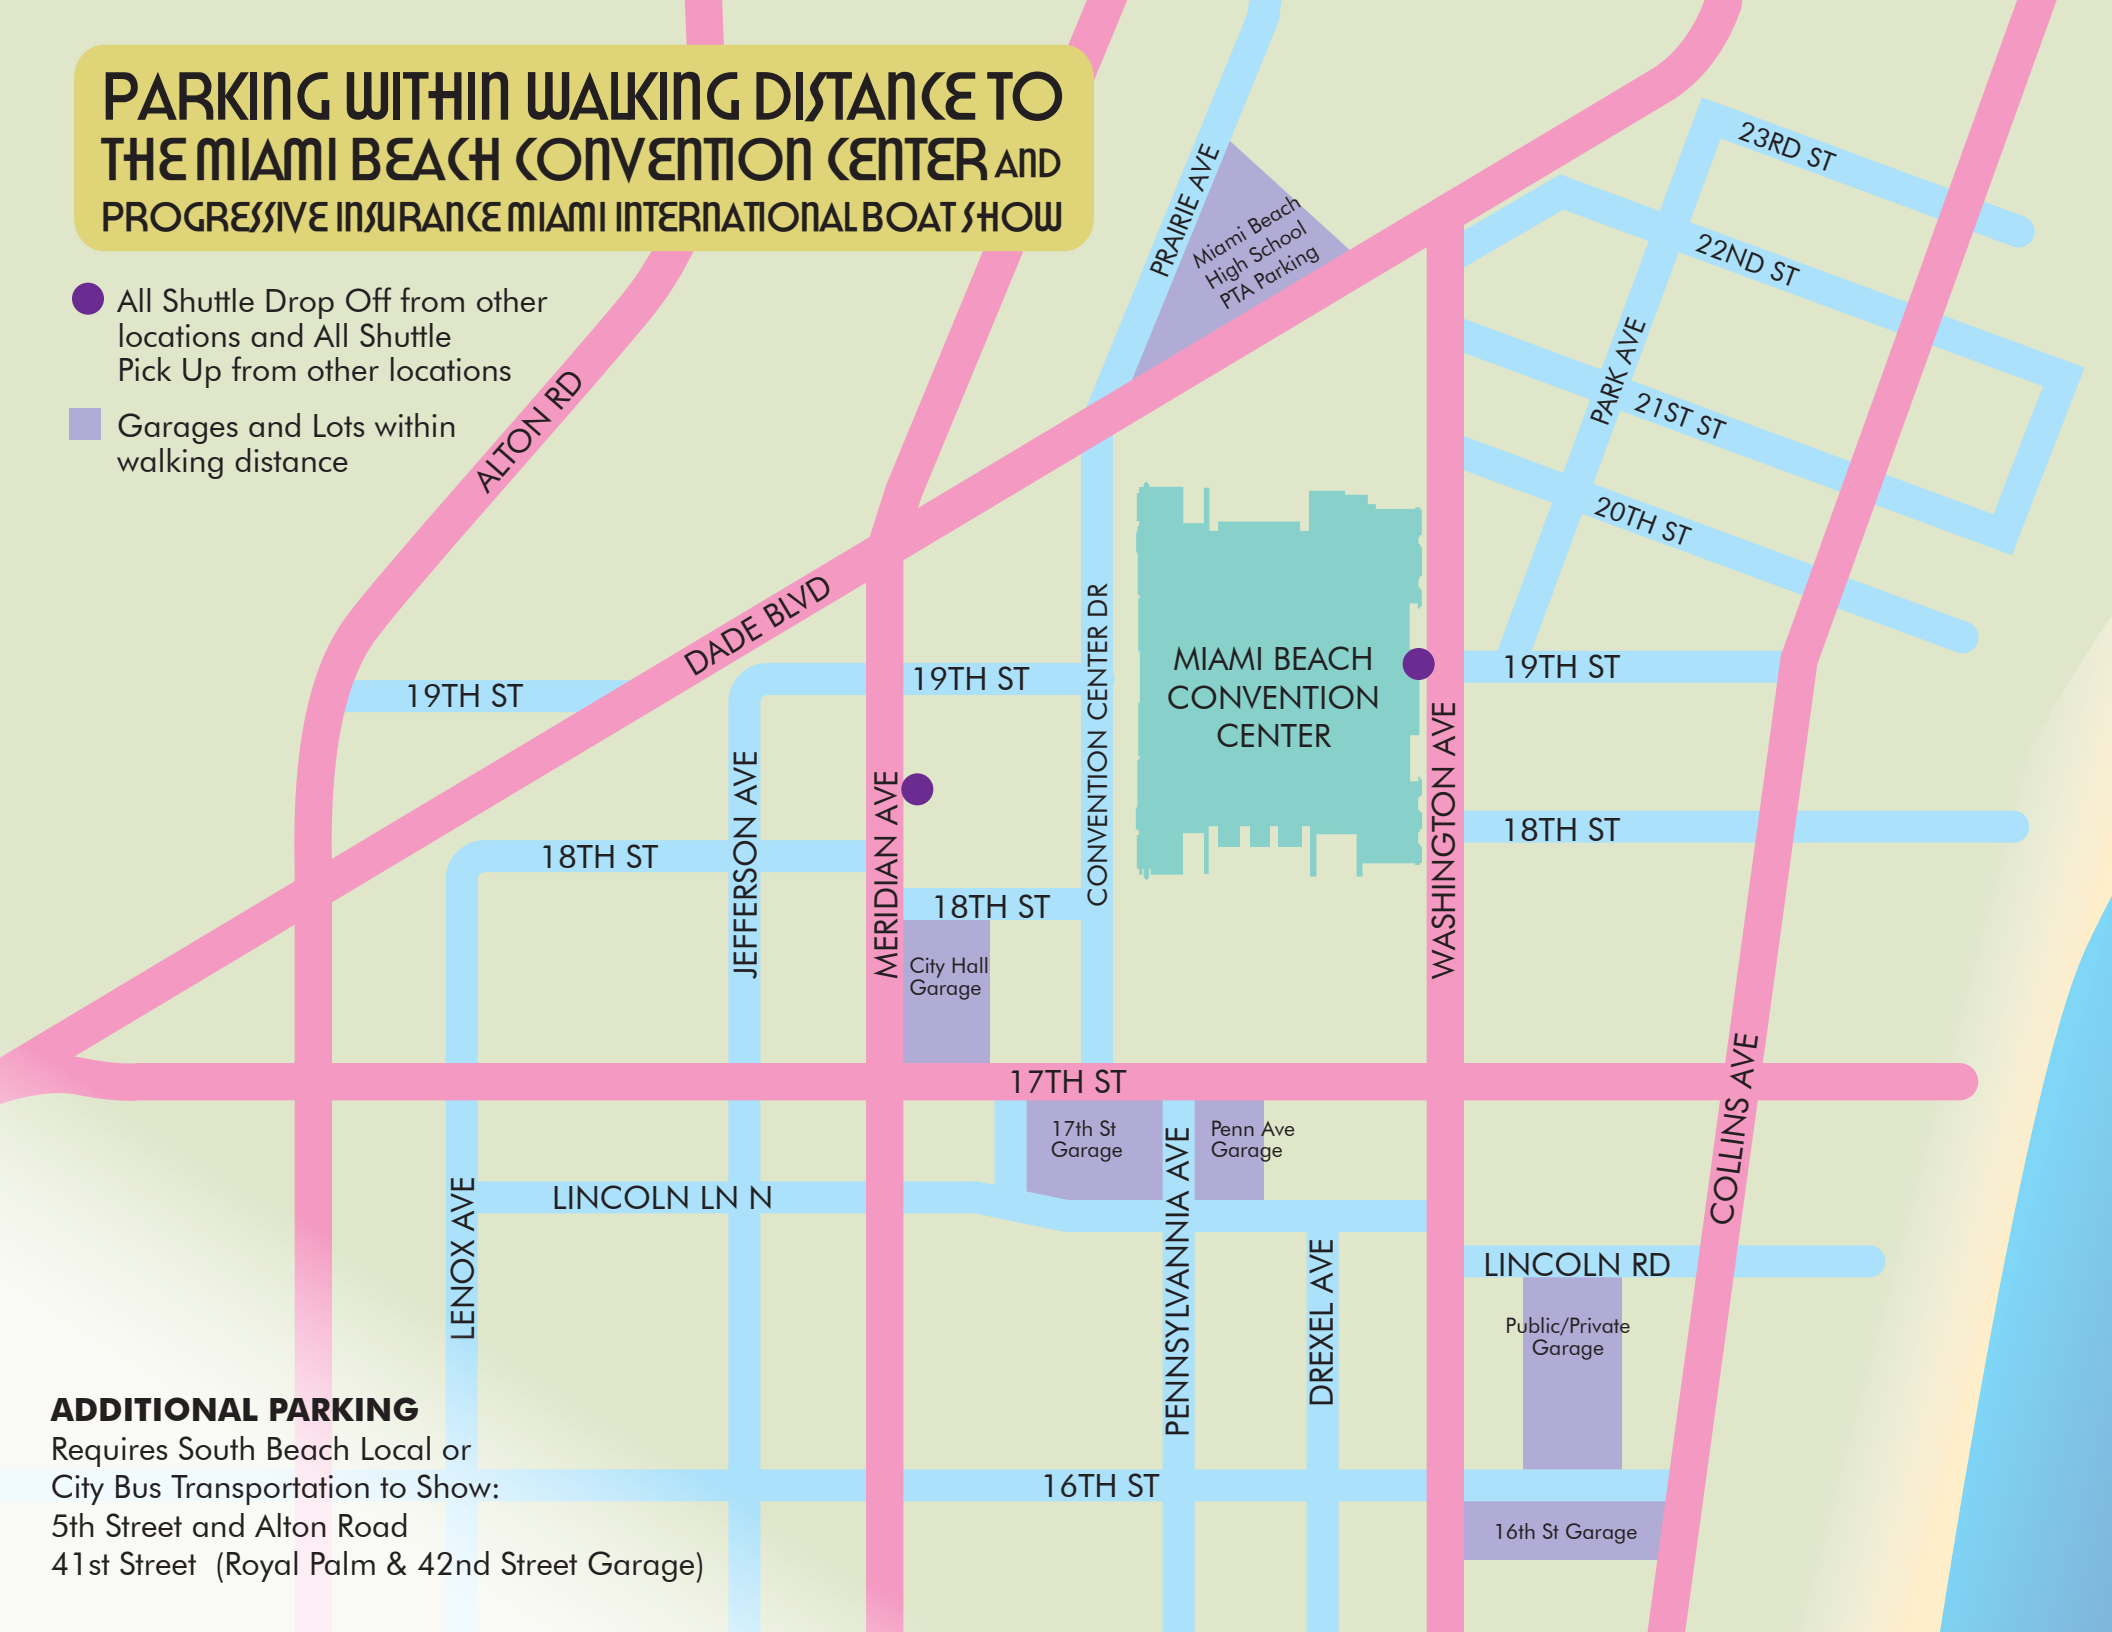 PARKING WITHIN WALKING DISTANCE TO
THE MIAMI BEACH CONVENTION CENTER AND
PROGRESSIVE INSURANCE MIAMI INTERNATIONAL BOAT SHOW
All Shuttle Drop Off from other
locations and All Shuttle
Pick Up from other locations
Garages and Lots within
walking distance
23RD ST
PRAIRIE AVE
Miami Beach
High School
PTA Parking
22ND ST
PARK AVE
ALTON RD
21ST ST
20TH ST
DADE BLVD
CONVENTION CENTER DR
MIAMI BEACH
CONVENTION
CENTER
19TH ST
19TH ST
19TH ST
JEFFERSON AVE
MERIDIAN AVE
WASHINGTON AVE
18TH ST
18TH ST
18TH ST
City Hall
Garage
17TH ST
COLLINS AVE
17th St
Garage
Penn Ave
Garage
PENNSYLVANNIA AVE
LENOX AVE
LINCOLN LN N
DREXEL AVE
LINCOLN RD
Public/Private
Garage
16TH ST
16th St Garage
ADDITIONAL PARKING
Requires South Beach Local or
City Bus Transportation to Show:
5th Street and Alton Road
41st Street  (Royal Palm & 42nd Street Garage)